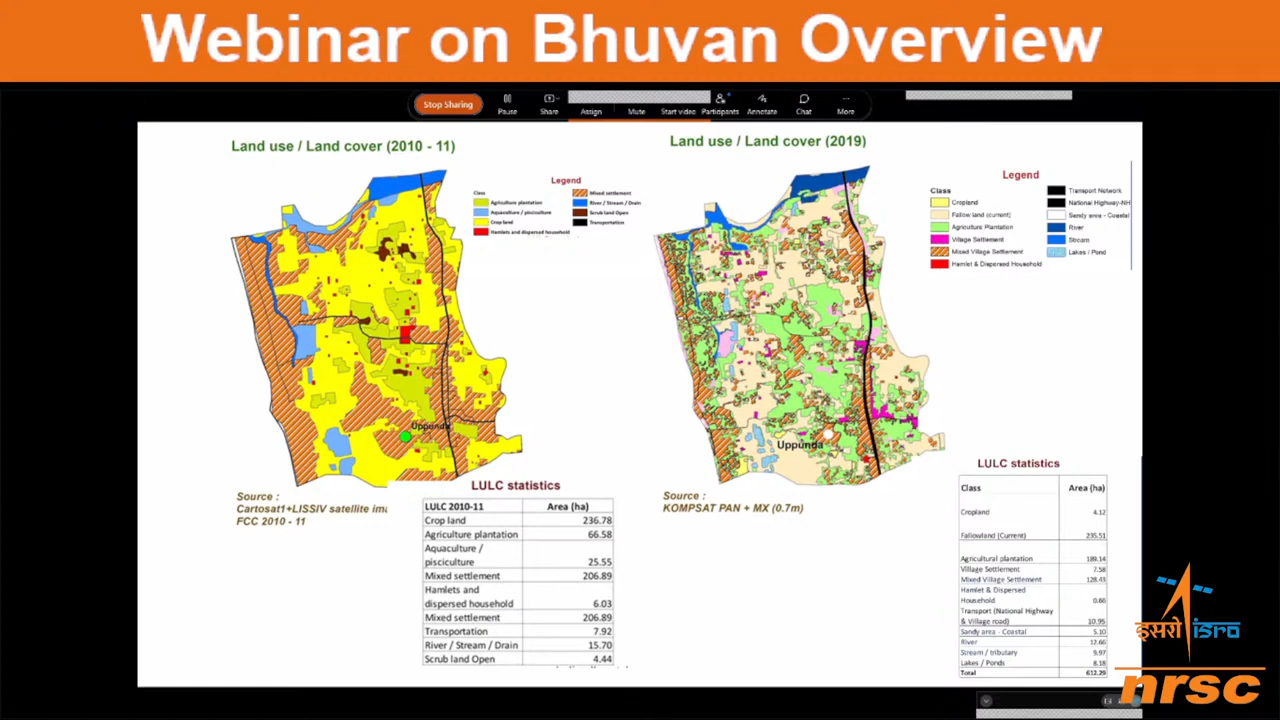 Webinar on Bhuvan Overview
Stop Sharing
Pause
Share
Assign
Mute
Start video
Participants
Annotate
Chat
More
Land use / Land cover (2010 - 11)
Legend
Class
Agriculture plantation
Aquaculture / pisciculture
Crop land
Hamlets and dispersed household
Mixed settlement
River / Stream / Drain
Scrub land Open
Transportation
Uppunda
Source :
Cartosat1+LISSIV satellite ima
FCC 2010 - 11
LULC statistics
LULC 2010-11 Area (ha)
Crop land 236.78
Agriculture plantation 66.58
Aquaculture /
pisciculture 25.55
Mixed settlement 206.89
Hamlets and
dispersed household 6.03
Mixed settlement 206.89
Transportation 7.92
River / Stream / Drain 15.70
Scrub land Open 4.44
Land use / Land cover (2019)
Legend
Class
Cropland
Fallow land (current)
Agriculture Plantation
Village Settlement
Mixed Village Settlement
Hamlet & Dispersed Household
Transport Network
National Highway-NH
Sandy area - Coastal
River
Stream
Lakes / Pond
Uppunda
Source :
KOMPSAT PAN + MX (0.7m)
LULC statistics
Class Area (ha)
Cropland 4.12
Fallowland (Current) 235.51
Agricultural plantation 189.14
Village Settlement 7.58
Mixed Village Settlement 128.43
Hamlet & Dispersed
Household 0.66
Transport (National Highway
& Village road) 10.95
Sandy area - Coastal 5.10
River 12.66
Stream / tributary 9.97
Lakes / Ponds 8.18
Total 612.29
इसरो isro
nrsc